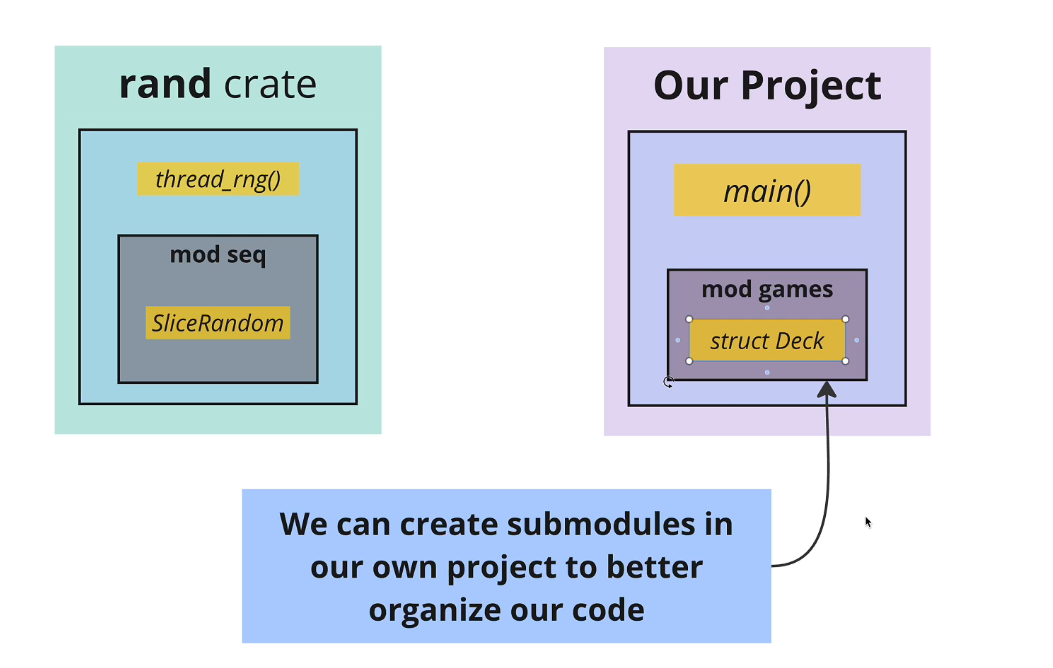 rand crate
thread_rng()
mod seq
SliceRandom
Our Project
main()
mod games
struct Deck
We can create submodules in
our own project to better
organize our code